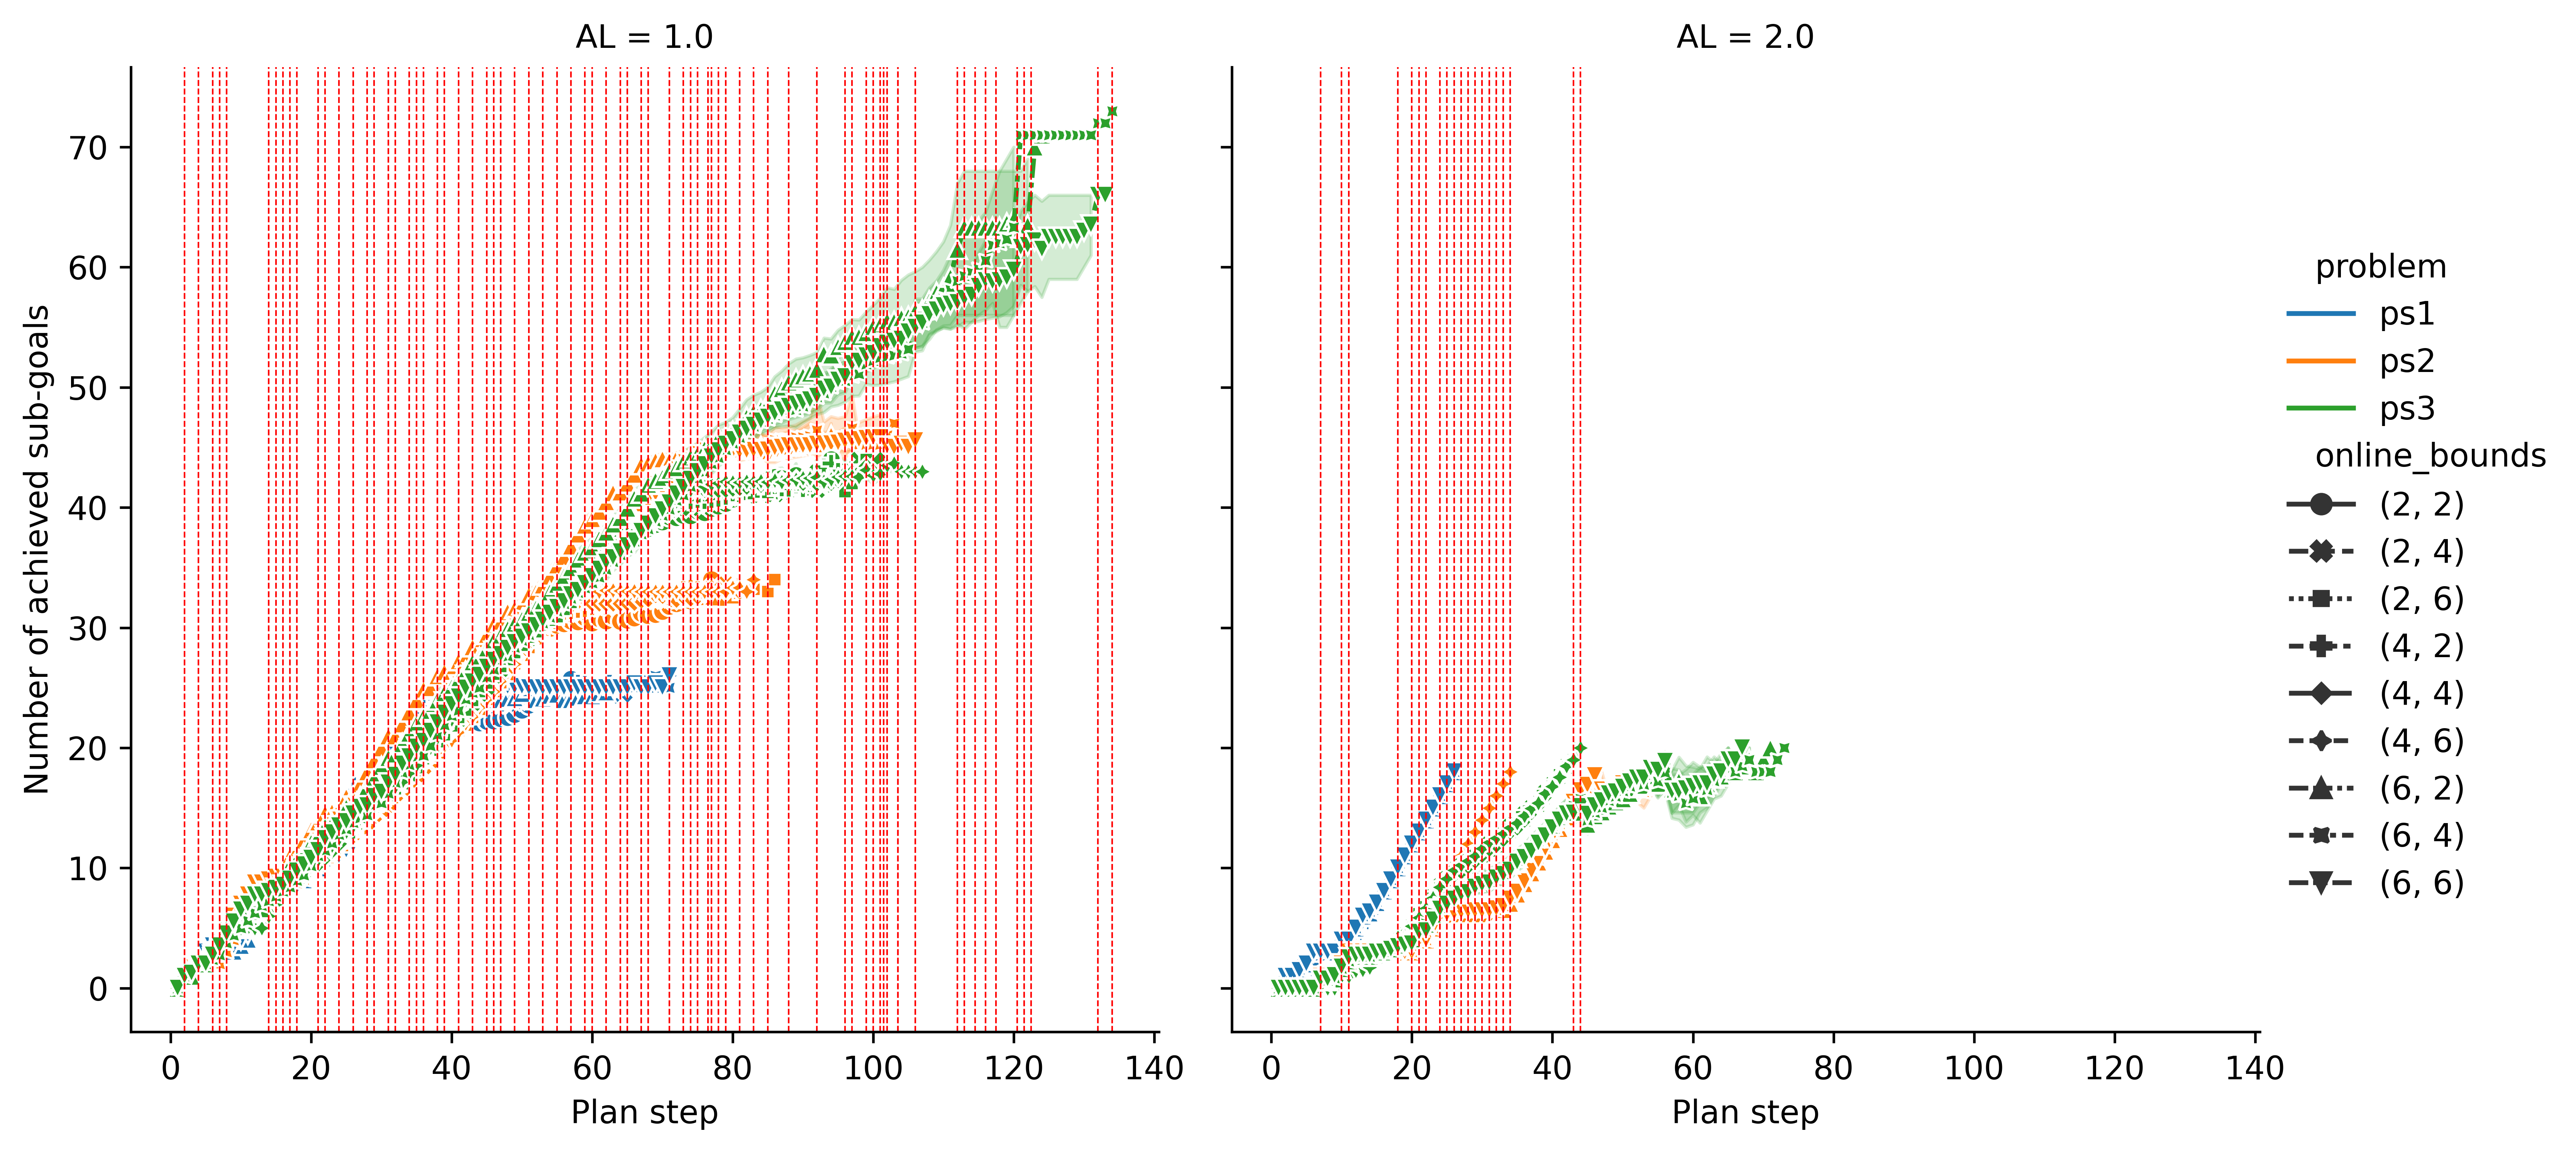 AL = 1.0
AL = 2.0
Number of achieved sub-goals
70
60
50
40
30
20
10
0
0 20 40 60 80 100 120 140
0 20 40 60 80 100 120 140
Plan step
Plan step
problem
ps1
ps2
ps3
online_bounds
(2, 2)
(2, 4)
(2, 6)
(4, 2)
(4, 4)
(4, 6)
(6, 2)
(6, 4)
(6, 6)